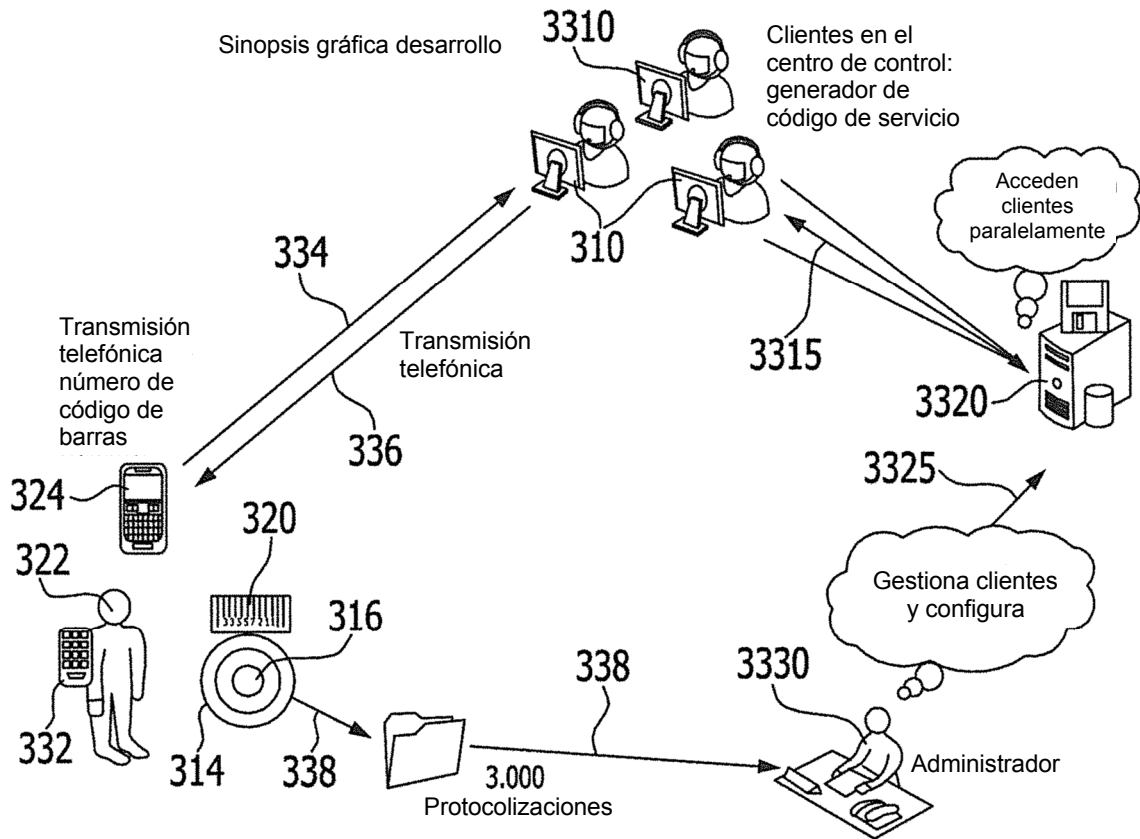 3310
Sinopsis gráfica desarrollo
Clientes en el
centro de control:
generador de
código de servicio
310
Acceden
clientes
paralelamente
334
3315
3320
Transmisión
telefónica
número de
código de
barras
Transmisión
telefónica
336
324
3325
320
322
316
Gestiona clientes
y configura
332
314
338
338
3330
3.000
Protocolizaciones
Administrador